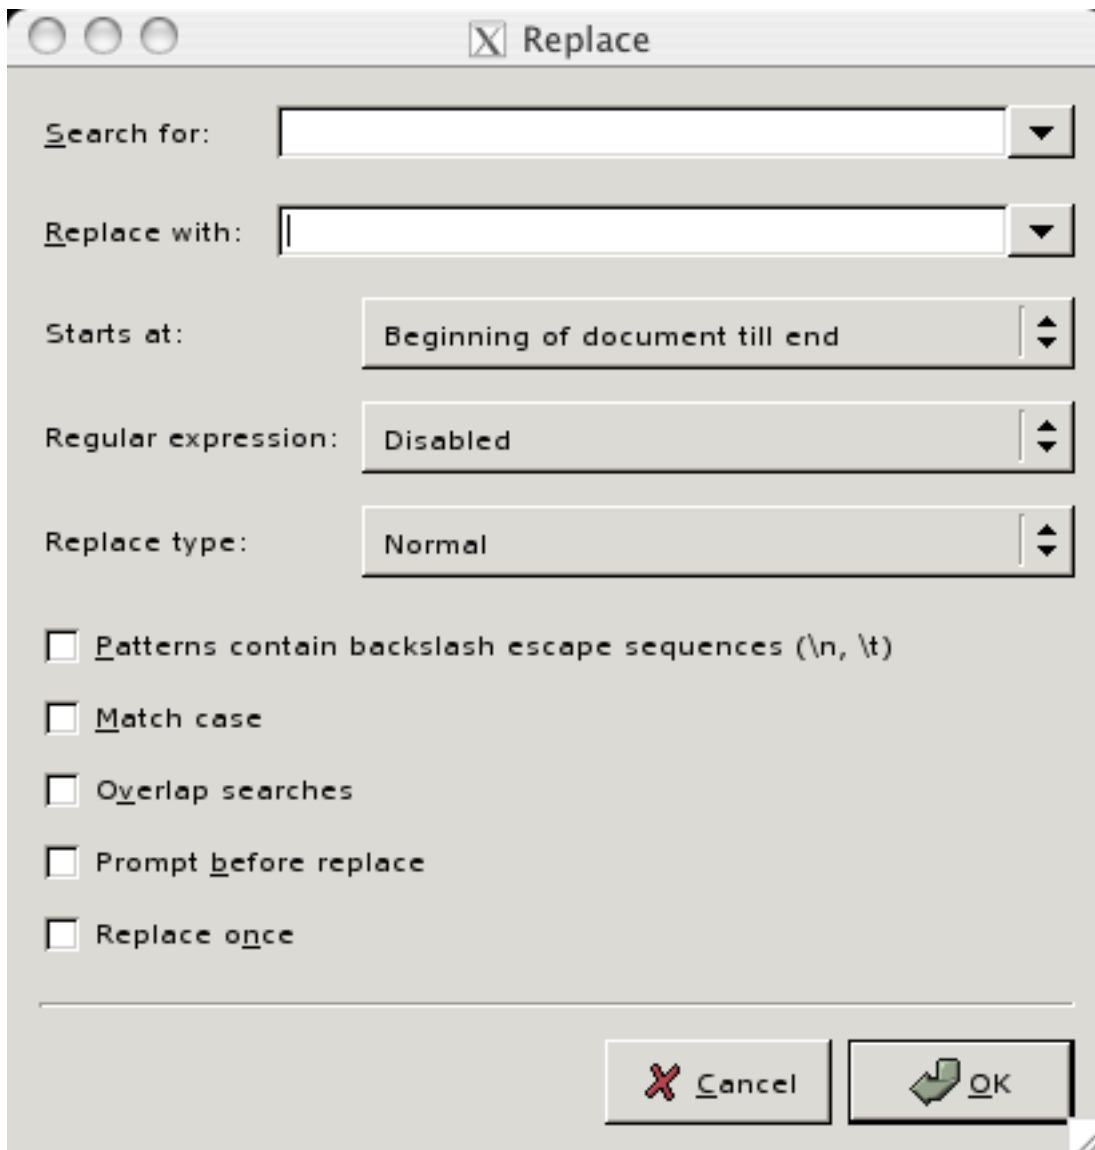 Replace
Search for:
Replace with:
Starts at: Beginning of document till end
Regular expression: Disabled
Replace type: Normal
Patterns contain backslash escape sequences (\n, \t)
Match case
Overlap searches
Prompt before replace
Replace once
Cancel OK